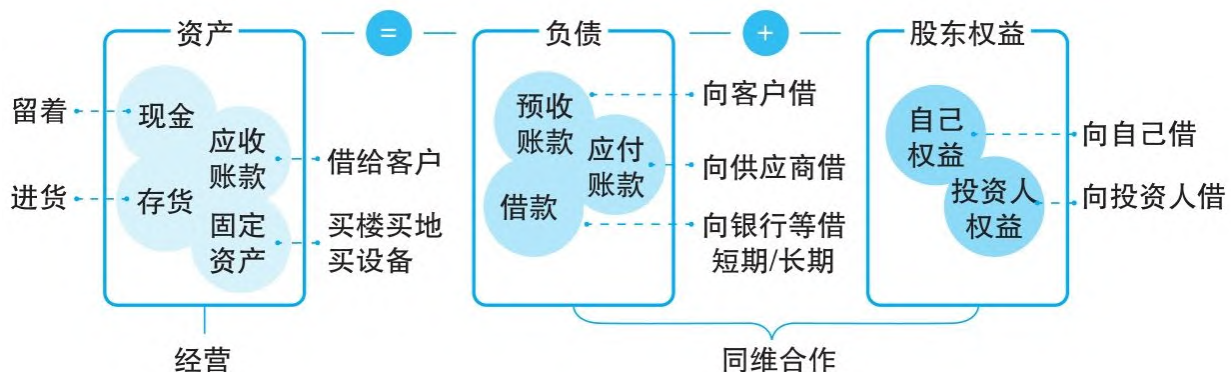 资产
=
负债
+
股东权益
留着
现金
应收
账款
借给客户
进货
存货
固定
资产
买楼买地
买设备
预收
账款
向客户借
应付
账款
向供应商借
借款
向银行等借
短期/长期
自己
权益
向自己借
投资人
权益
向投资人借
经营
同维合作